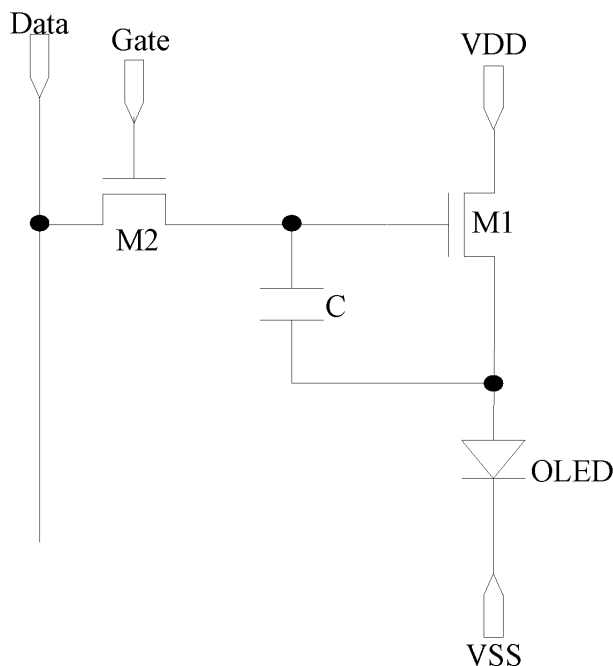 Data
Gate
VDD
M2
M1
C
OLED
VSS